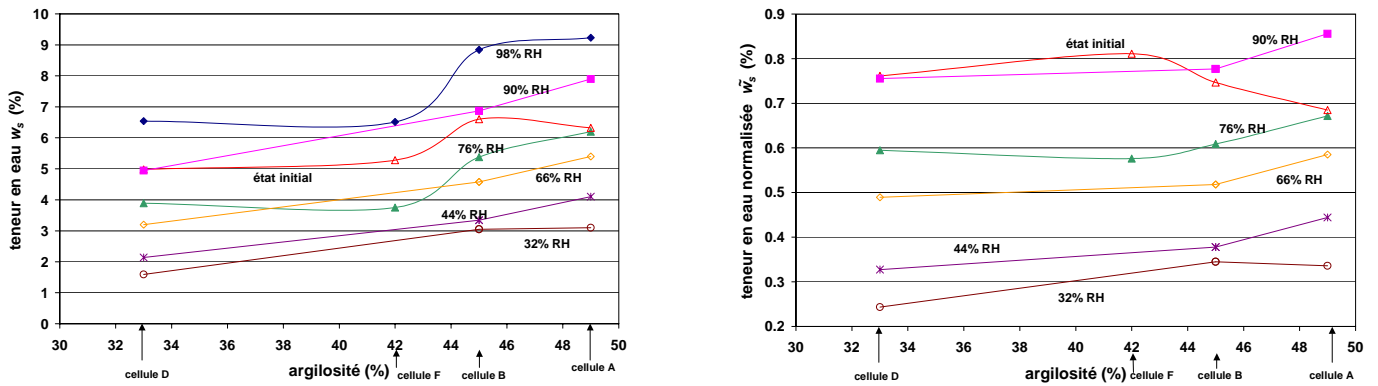 10
9
8
7
6
5
4
3
2
1
0
teneur en eau w_s (%)
98% RH
90% RH
76% RH
état initial
66% RH
44% RH
32% RH
30 32 34 36 38 40 42 44 46 48 50
argilosité (%)
cellule D
cellule F
cellule B
cellule A
0.9
0.8
0.7
0.6
0.5
0.4
0.3
0.2
teneur en eau normalisée w̃_s (%)
état initial
90% RH
76% RH
66% RH
44% RH
32% RH
30 32 34 36 38 40 42 44 46 48 50
argilosité (%)
cellule D
cellule F
cellule B
cellule A